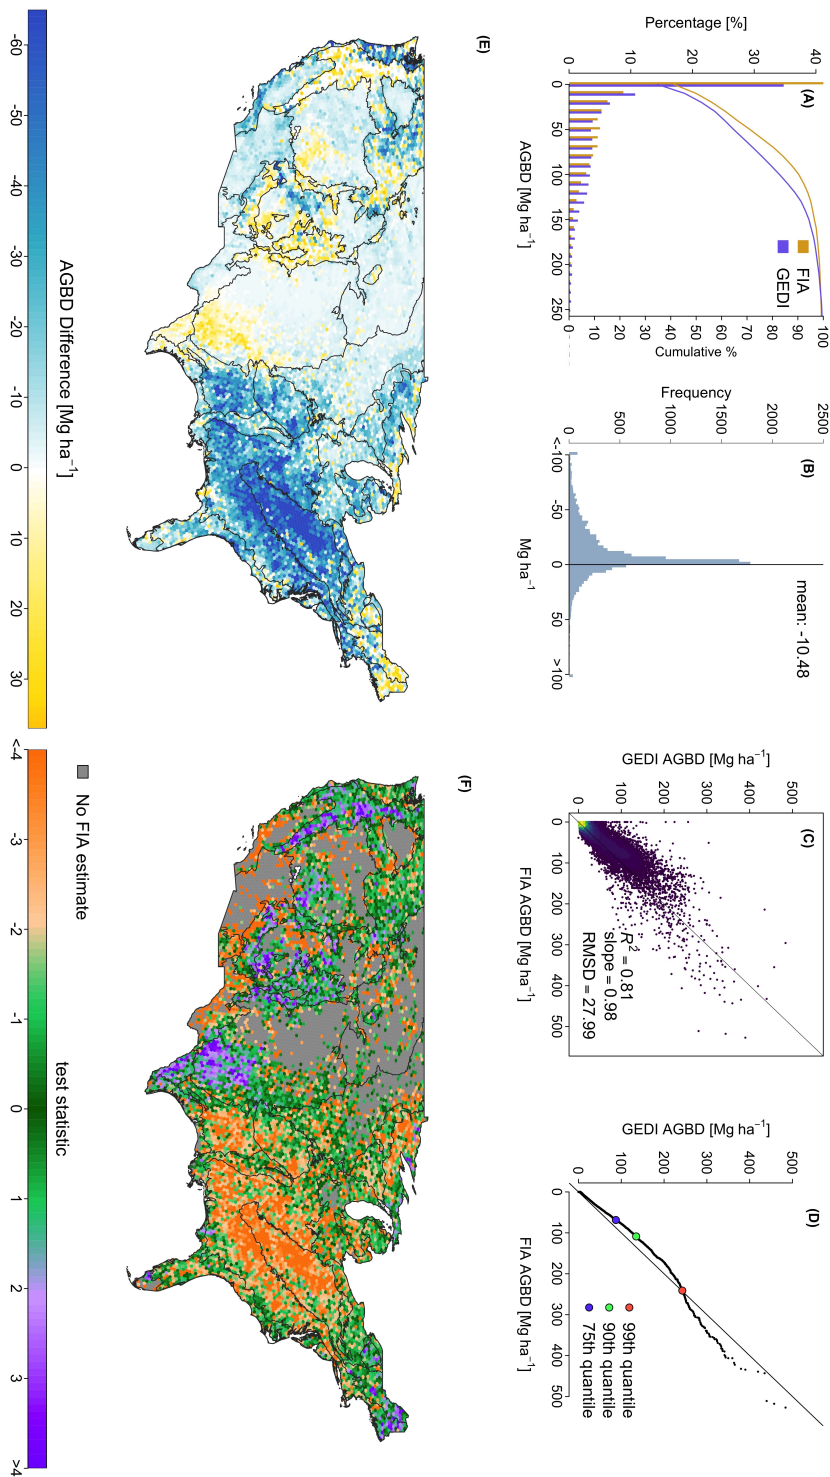 (A)
Percentage [%]
0 10 20 30 40
0 50 100 150 200 250
AGBD [Mg ha−1]
FIA
GEDI
0 10 20 30 40 50 60 70 80 90 100
Cumulative %
(B)
Frequency
0 500 1000 1500 2000 2500
<-100 -50 0 50 >100
Mg ha−1
mean: -10.48
(C)
GEDI AGBD [Mg ha−1]
0 100 200 300 400 500
0 100 200 300 400 500
FIA AGBD [Mg ha−1]
R2 = 0.81
slope = 0.98
RMSD = 27.99
(D)
GEDI AGBD [Mg ha−1]
0 100 200 300 400 500
0 100 200 300 400 500
FIA AGBD [Mg ha−1]
99th quantile
90th quantile
75th quantile
(E)
AGBD Difference [Mg ha−1]
-60 -50 -40 -30 -20 -10 0 10 20 30
(F)
No FIA estimate
test statistic
<-4 -3 -2 -1 0 1 2 3 >4